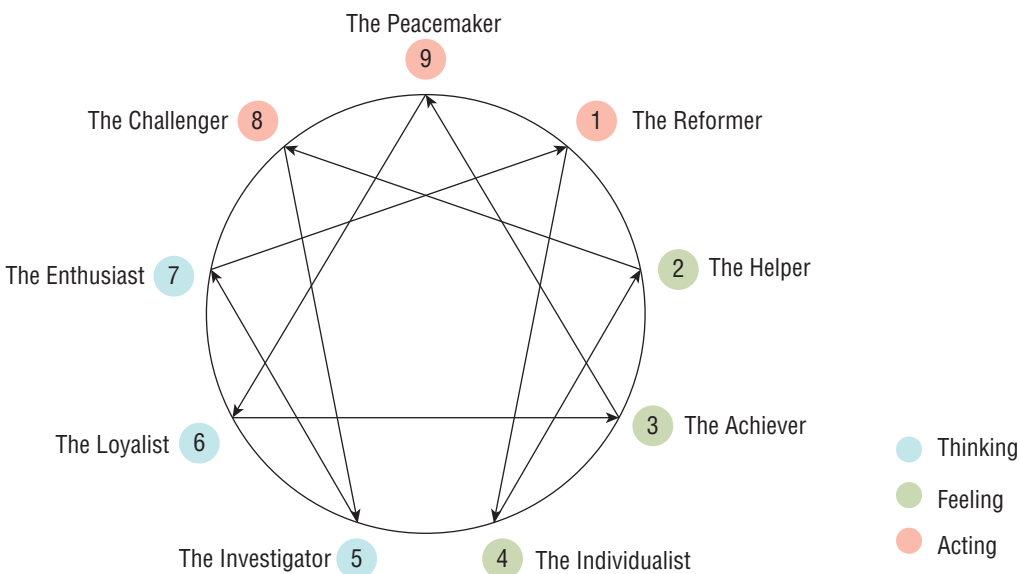 The Peacemaker
9
The Challenger 8
1 The Reformer
The Enthusiast 7
2 The Helper
The Loyalist 6
3 The Achiever
The Investigator 5
4 The Individualist
Thinking
Feeling
Acting